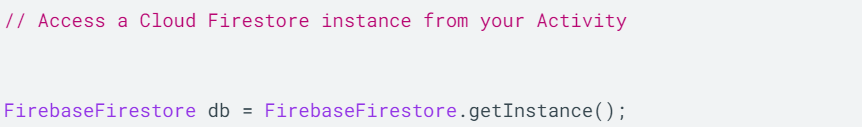 // Access a Cloud Firestore instance from your Activity
FirebaseFirestore db = FirebaseFirestore.getInstance();